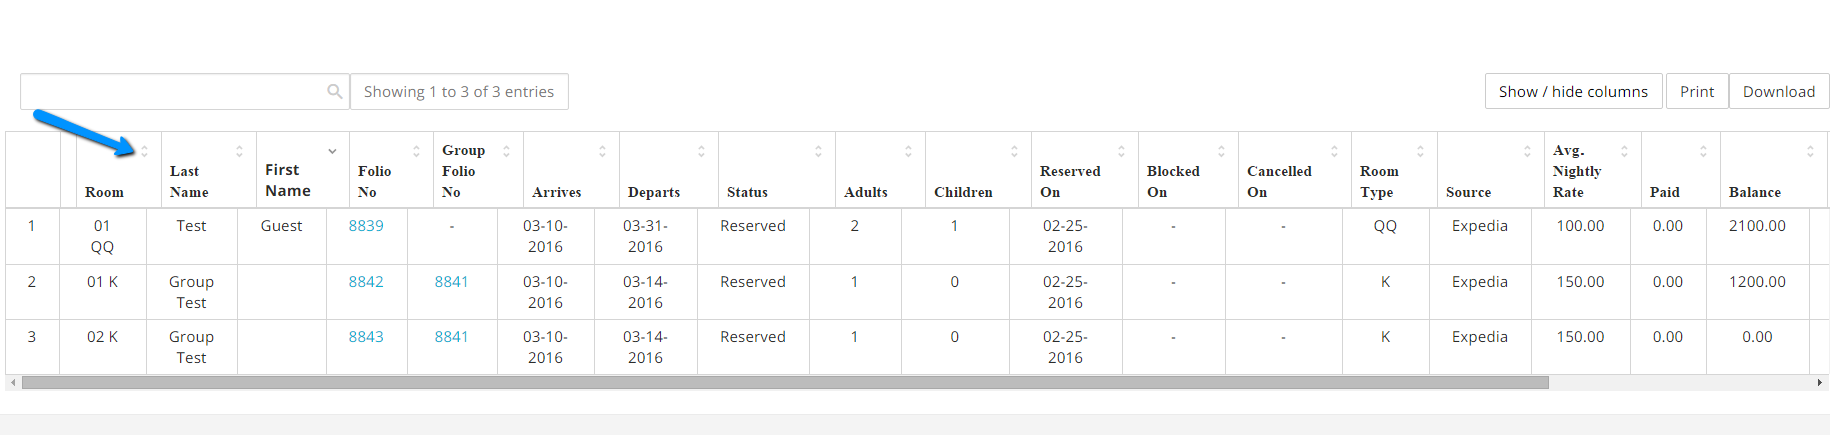 Showing 1 to 3 of 3 entries Show / hide columns Print Download
Room Last Name First Name Folio No Group Folio No Arrives Departs Status Adults Children Reserved On Blocked On Cancelled On Room Type Source Avg. Nightly Rate Paid Balance
1 01 QQ Test Guest 8839 - 03-10-2016 03-31-2016 Reserved 2 1 02-25-2016 - - QQ Expedia 100.00 0.00 2100.00
2 01 K Group Test 8842 8841 03-10-2016 03-14-2016 Reserved 1 0 02-25-2016 - - K Expedia 150.00 0.00 1200.00
3 02 K Group Test 8843 8841 03-10-2016 03-14-2016 Reserved 1 0 02-25-2016 - - K Expedia 150.00 0.00 0.00